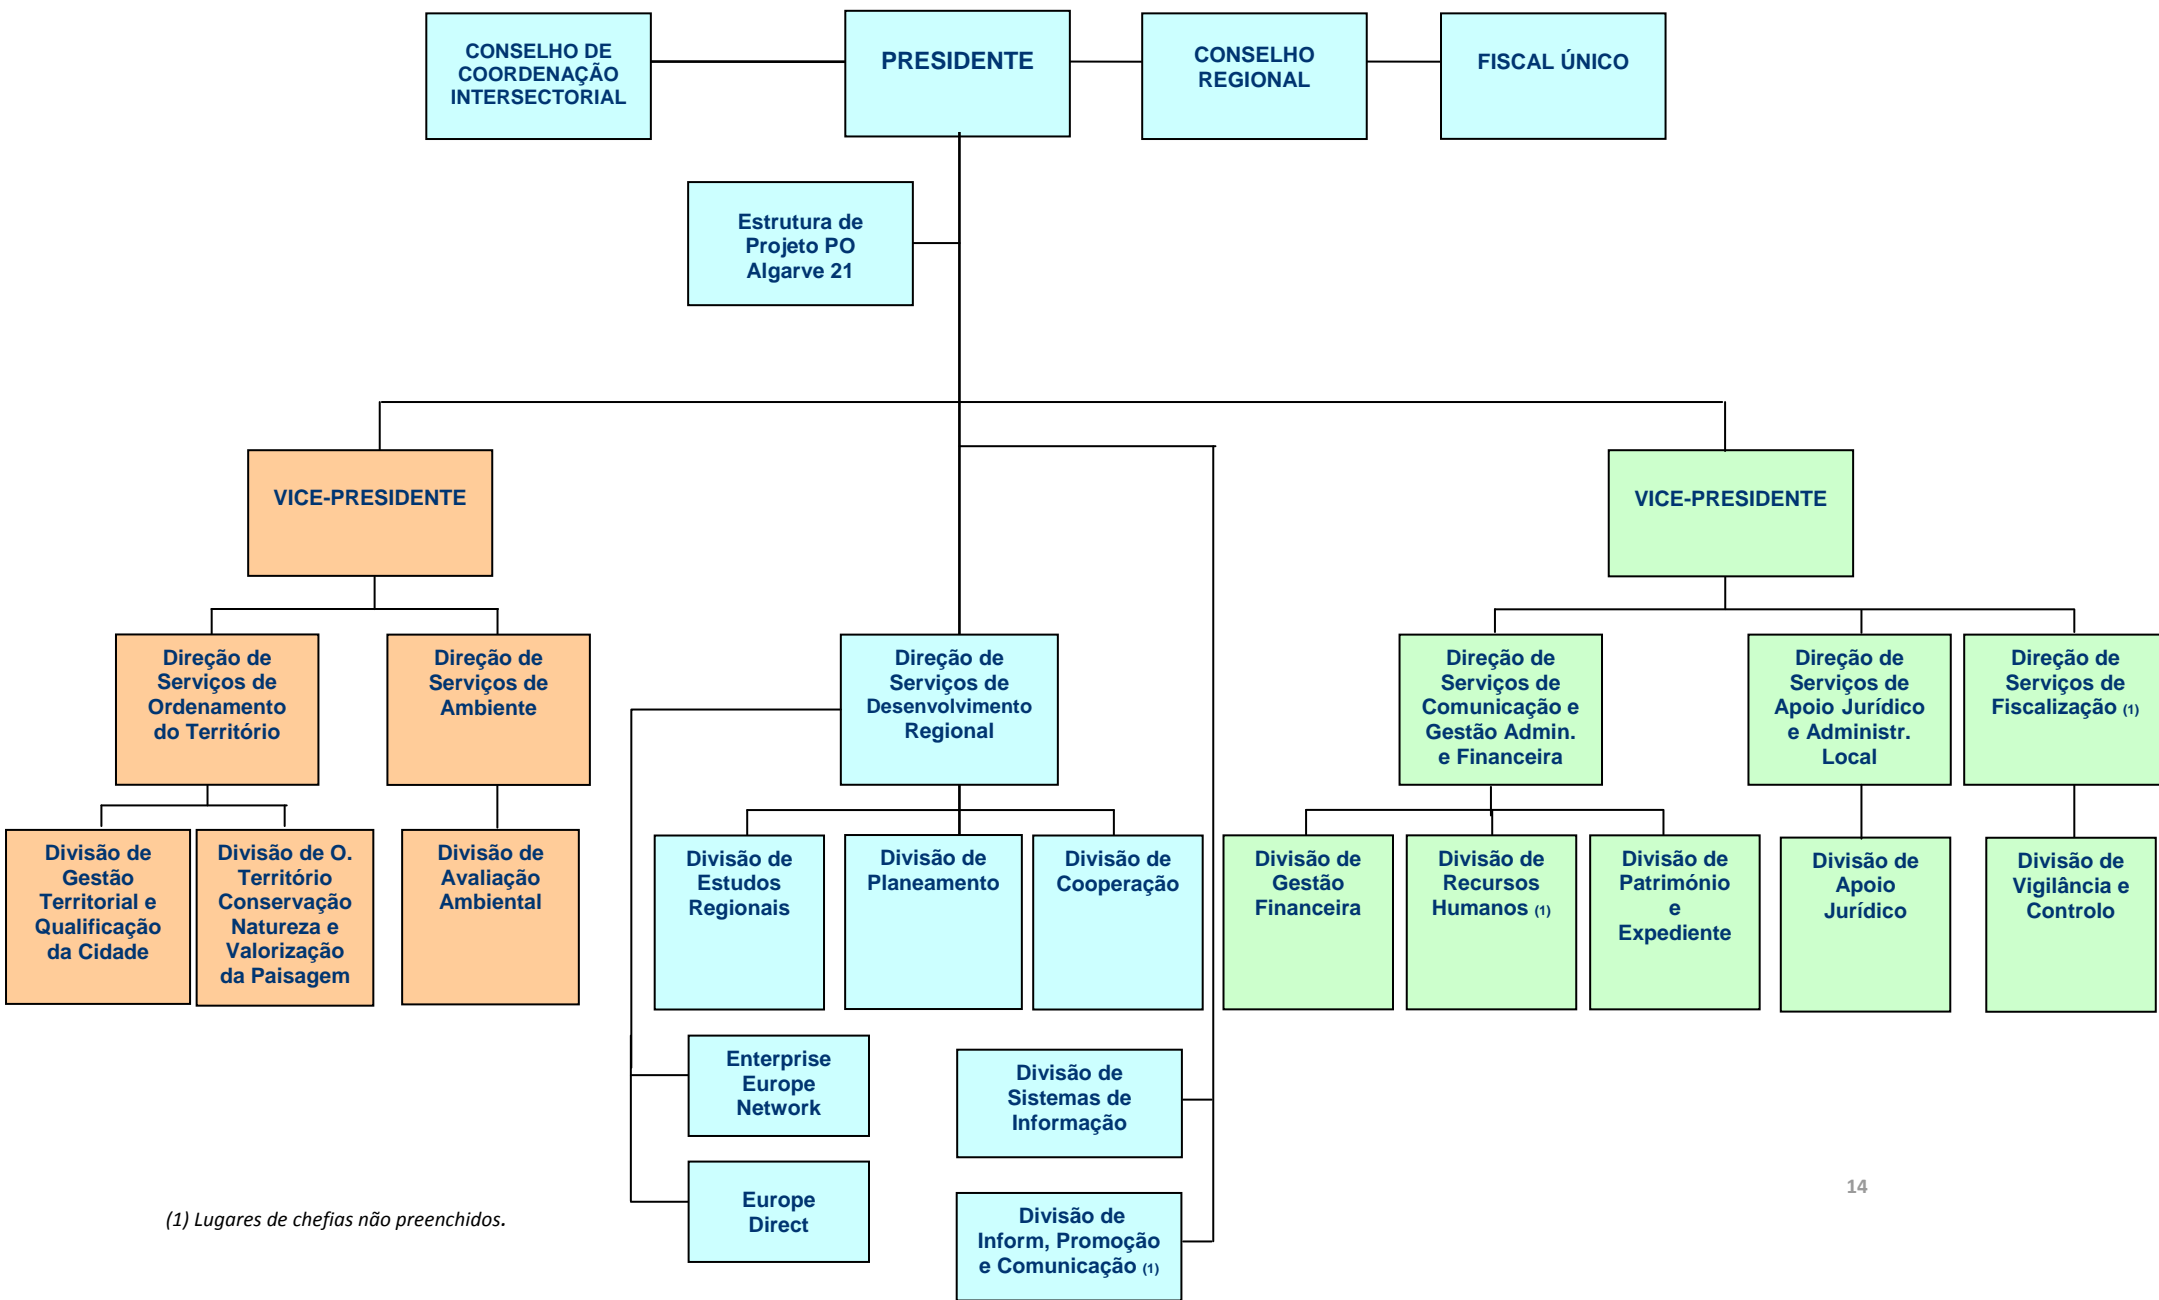 CONSELHO DE
COORDENAÇÃO
INTERSECTORIAL
PRESIDENTE
CONSELHO
REGIONAL
FISCAL ÚNICO
Estrutura de
Projeto PO
Algarve 21
VICE-PRESIDENTE
VICE-PRESIDENTE
Direção de
Serviços de
Ordenamento
do Território
Direção de
Serviços de
Ambiente
Direção de
Serviços de
Desenvolvimento
Regional
Direção de
Serviços de
Comunicação e
Gestão Admin.
e Financeira
Direção de
Serviços de
Apoio Jurídico
e Administr.
Local
Direção de
Serviços de
Fiscalização (1)
Divisão de
Gestão
Territorial e
Qualificação
da Cidade
Divisão de O.
Território
Conservação
Natureza e
Valorização
da Paisagem
Divisão de
Avaliação
Ambiental
Divisão de
Estudos
Regionais
Divisão de
Planeamento
Divisão de
Cooperação
Divisão de
Gestão
Financeira
Divisão de
Recursos
Humanos (1)
Divisão de
Património
e
Expediente
Divisão de
Apoio
Jurídico
Divisão de
Vigilância e
Controlo
Enterprise
Europe
Network
Divisão de
Sistemas de
Informação
Europe
Direct
Divisão de
Inform, Promoção
e Comunicação (1)
(1) Lugares de chefias não preenchidos.
14